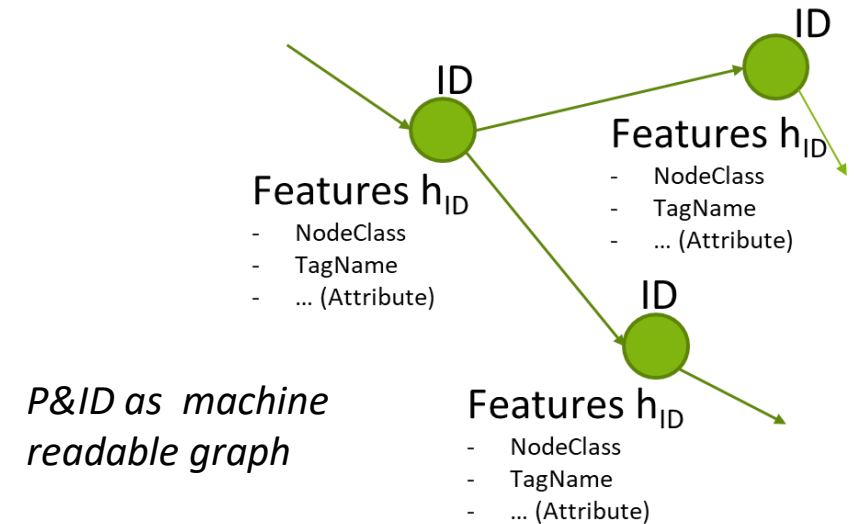 ID
Features hID
- NodeClass
- TagName
- ... (Attribute)
ID
Features hID
- NodeClass
- TagName
- ... (Attribute)
ID
Features hID
- NodeClass
- TagName
- ... (Attribute)
P&ID as machine
readable graph